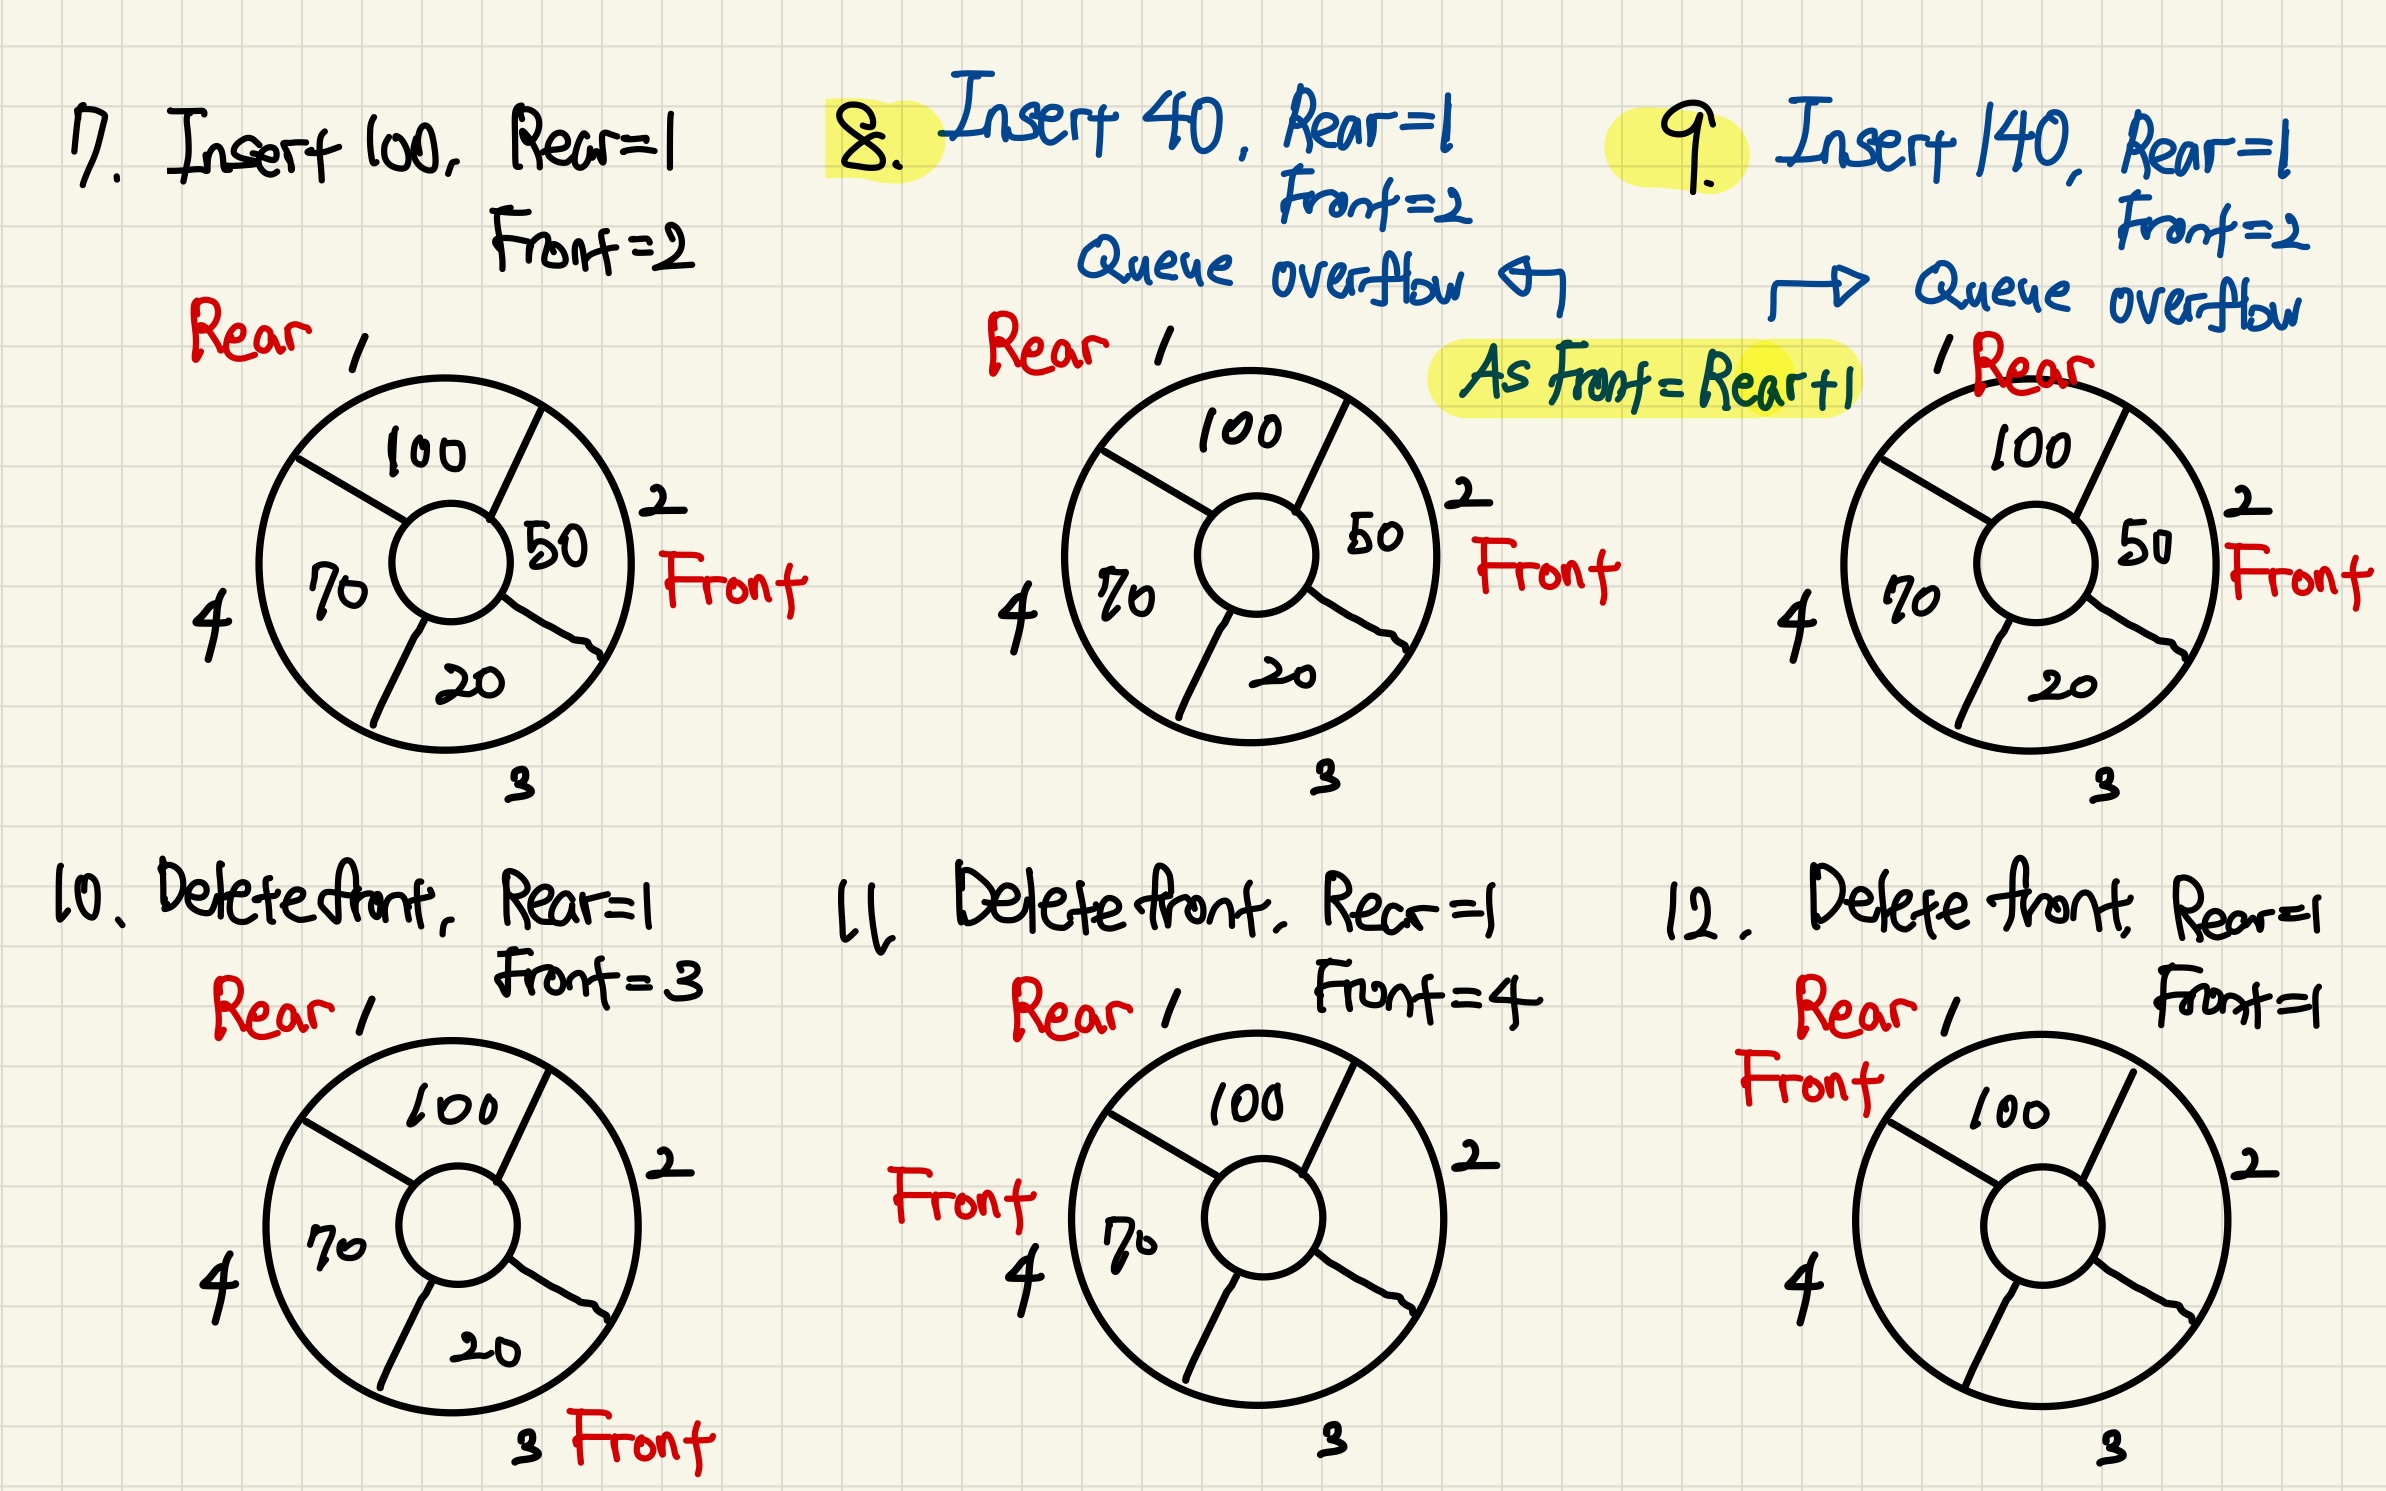 7. Insert 100, Rear=1
Front=2
Rear 1
100
50
2
Front
70
4
20
3
8. Insert 40, Rear=1
Front=2
Queue overflow
As Front=Rear+1
Rear 1
100
50
2
Front
70
4
20
3
9. Insert 140, Rear=1
Front=2
Queue overflow
1 Rear
100
50
2
Front
70
4
20
3
10. Delete front, Rear=1
Front=3
Rear 1
100
2
70
4
20
3 Front
11. Delete front, Rear=1
Front=4
Rear 1
100
2
Front
70
4
3
12. Delete front, Rear=1
Front=1
Rear 1
Front
100
2
4
3